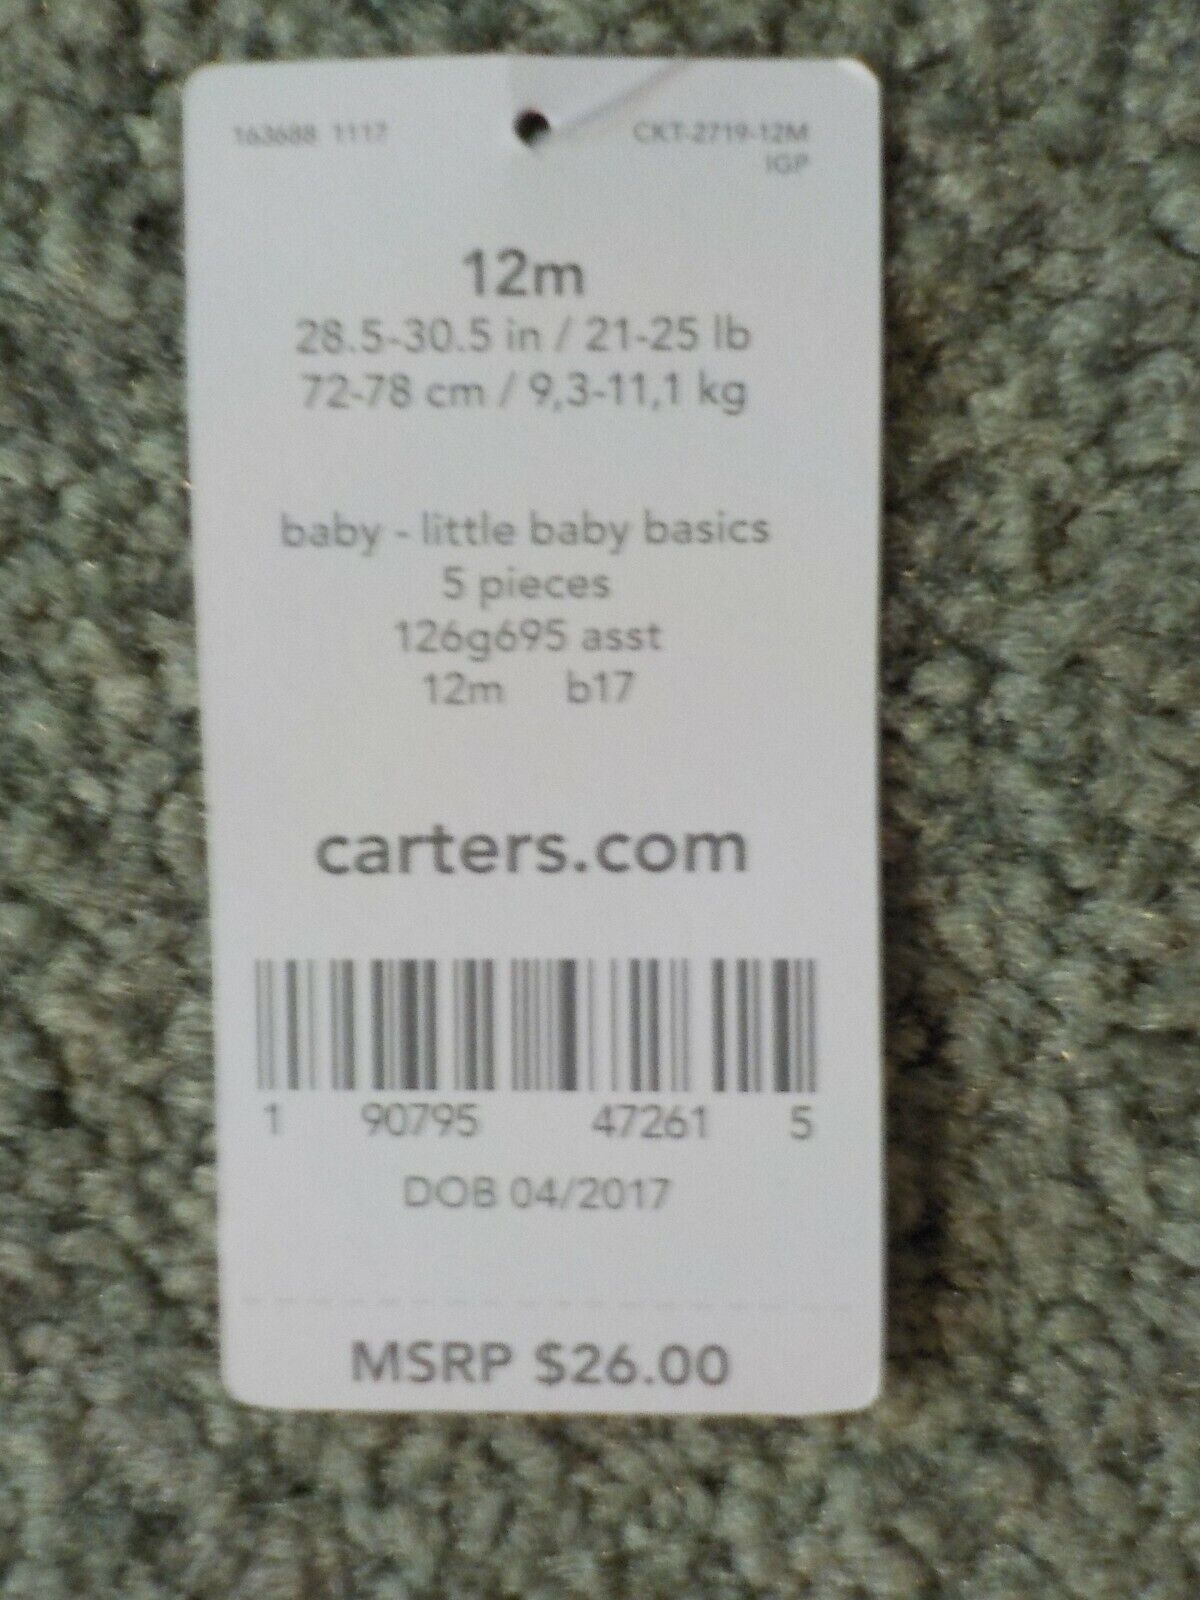 163688 1117
CKT-2719-12M
IGP
12m
28.5-30.5 in / 21-25 lb
72-78 cm / 9,3-11,1 kg
baby - little baby basics
5 pieces
126g695 asst
12m b17
carters.com
1 90795 47261 5
DOB 04/2017
MSRP $26.00